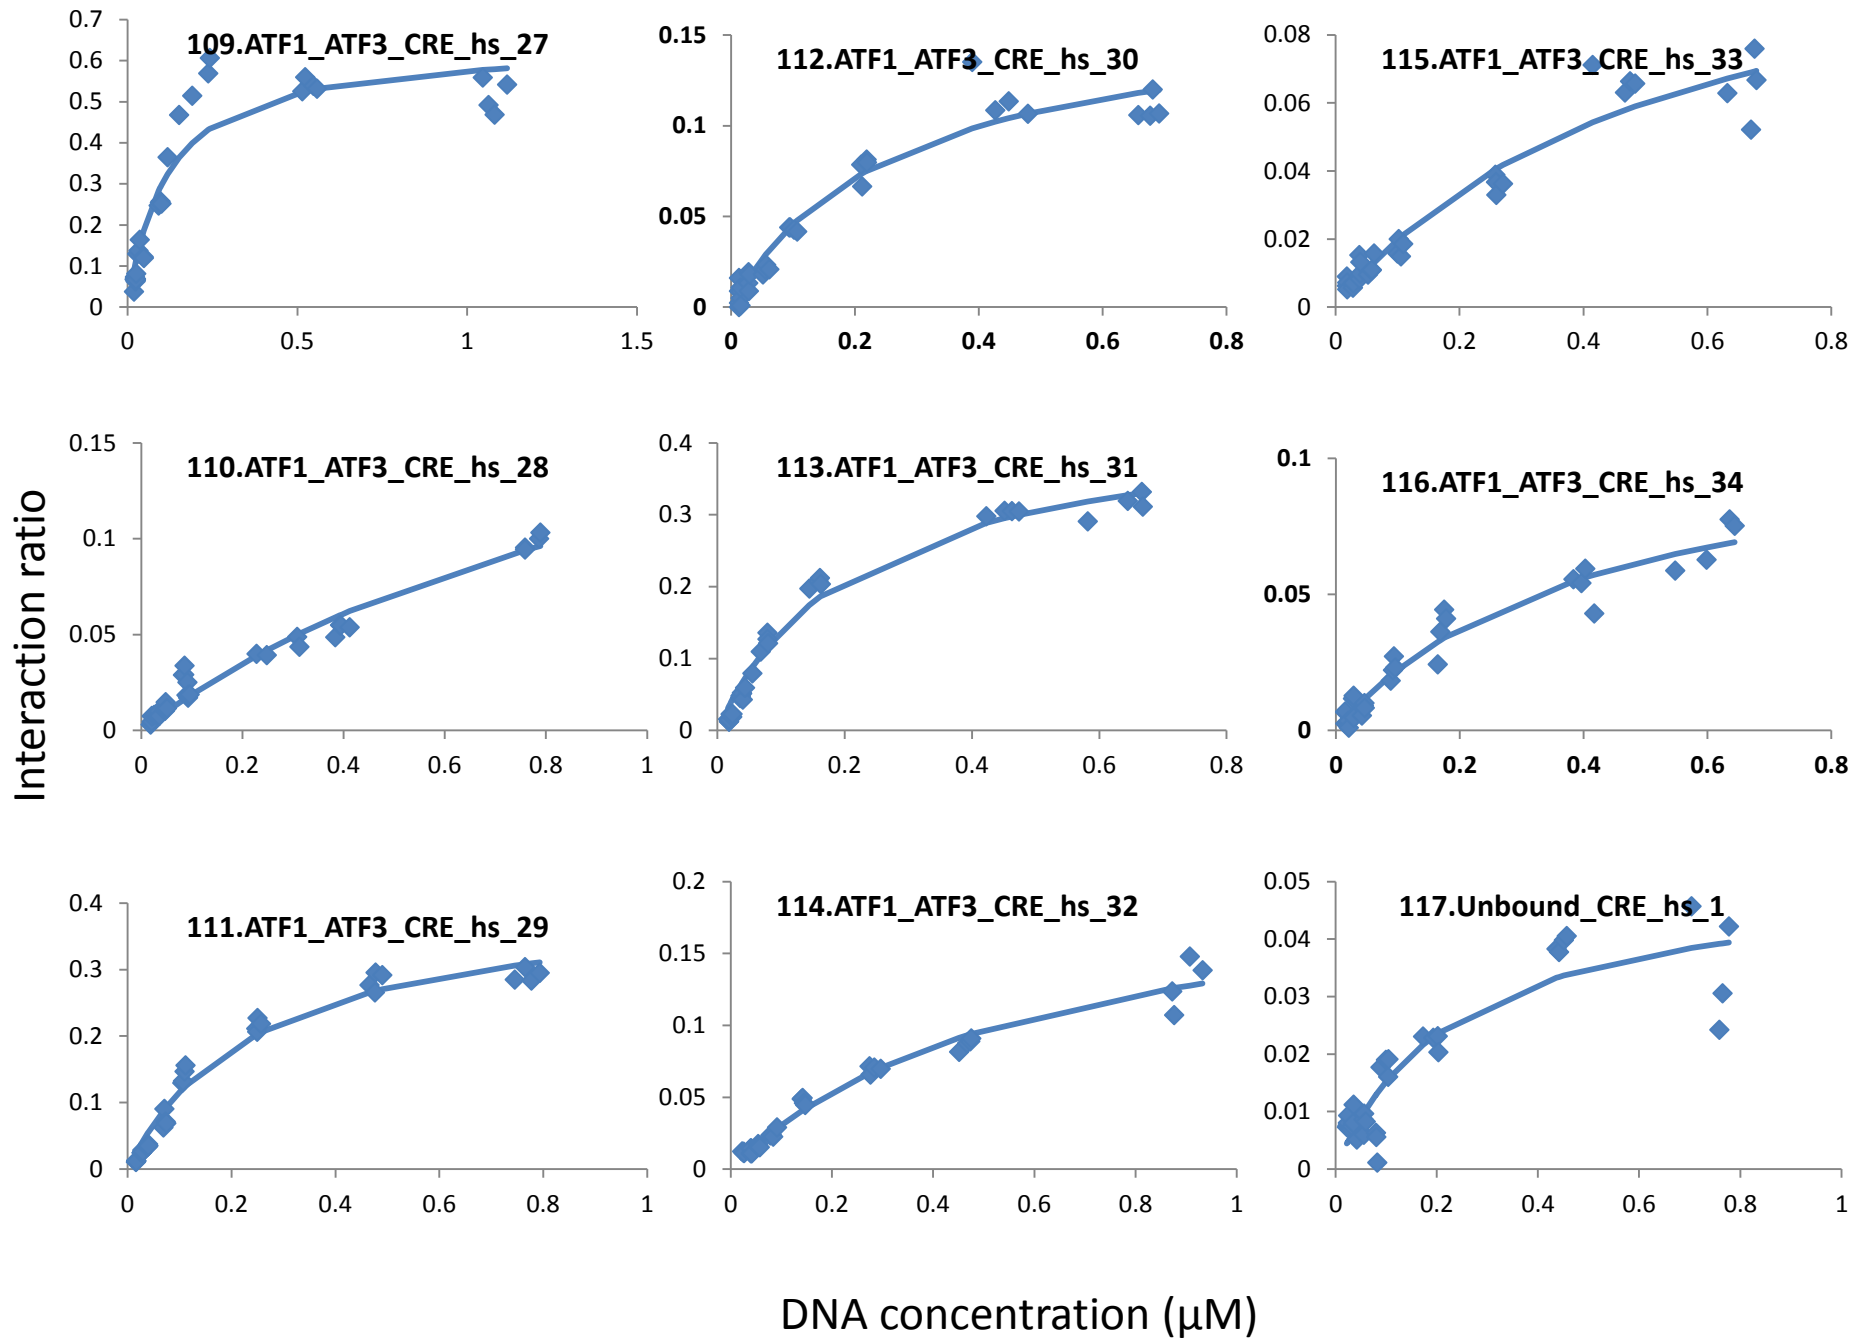 0.7
0.6
0.5
0.4
0.3
0.2
0.1
0
0 0.5 1 1.5
109.ATF1_ATF3_CRE_hs_27
0.15
0.1
0.05
0
0 0.2 0.4 0.6 0.8
112.ATF1_ATF3_CRE_hs_30
0.08
0.06
0.04
0.02
0
0 0.2 0.4 0.6 0.8
115.ATF1_ATF3_CRE_hs_33
Interaction ratio
0.15
0.1
0.05
0
0 0.2 0.4 0.6 0.8 1
110.ATF1_ATF3_CRE_hs_28
0.4
0.3
0.2
0.1
0
0 0.2 0.4 0.6 0.8
113.ATF1_ATF3_CRE_hs_31
0.1
0.05
0
0 0.2 0.4 0.6 0.8
116.ATF1_ATF3_CRE_hs_34
0.4
0.3
0.2
0.1
0
0 0.2 0.4 0.6 0.8 1
111.ATF1_ATF3_CRE_hs_29
0.2
0.15
0.1
0.05
0
0 0.2 0.4 0.6 0.8 1
114.ATF1_ATF3_CRE_hs_32
0.05
0.04
0.03
0.02
0.01
0
0 0.2 0.4 0.6 0.8 1
117.Unbound_CRE_hs_1
DNA concentration (µM)